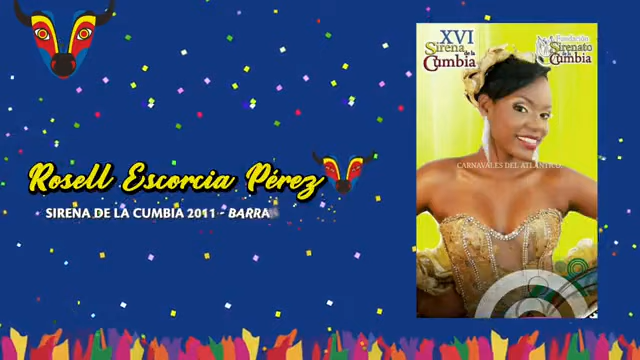 XVI
Sirena
de la
Cumbia
Fundación
Sirenato
de la
Cumbia
CARNAVALES DEL ATLANTICO
Rosell Escorcia Pérez
SIRENA DE LA CUMBIA 2011 - BARRA